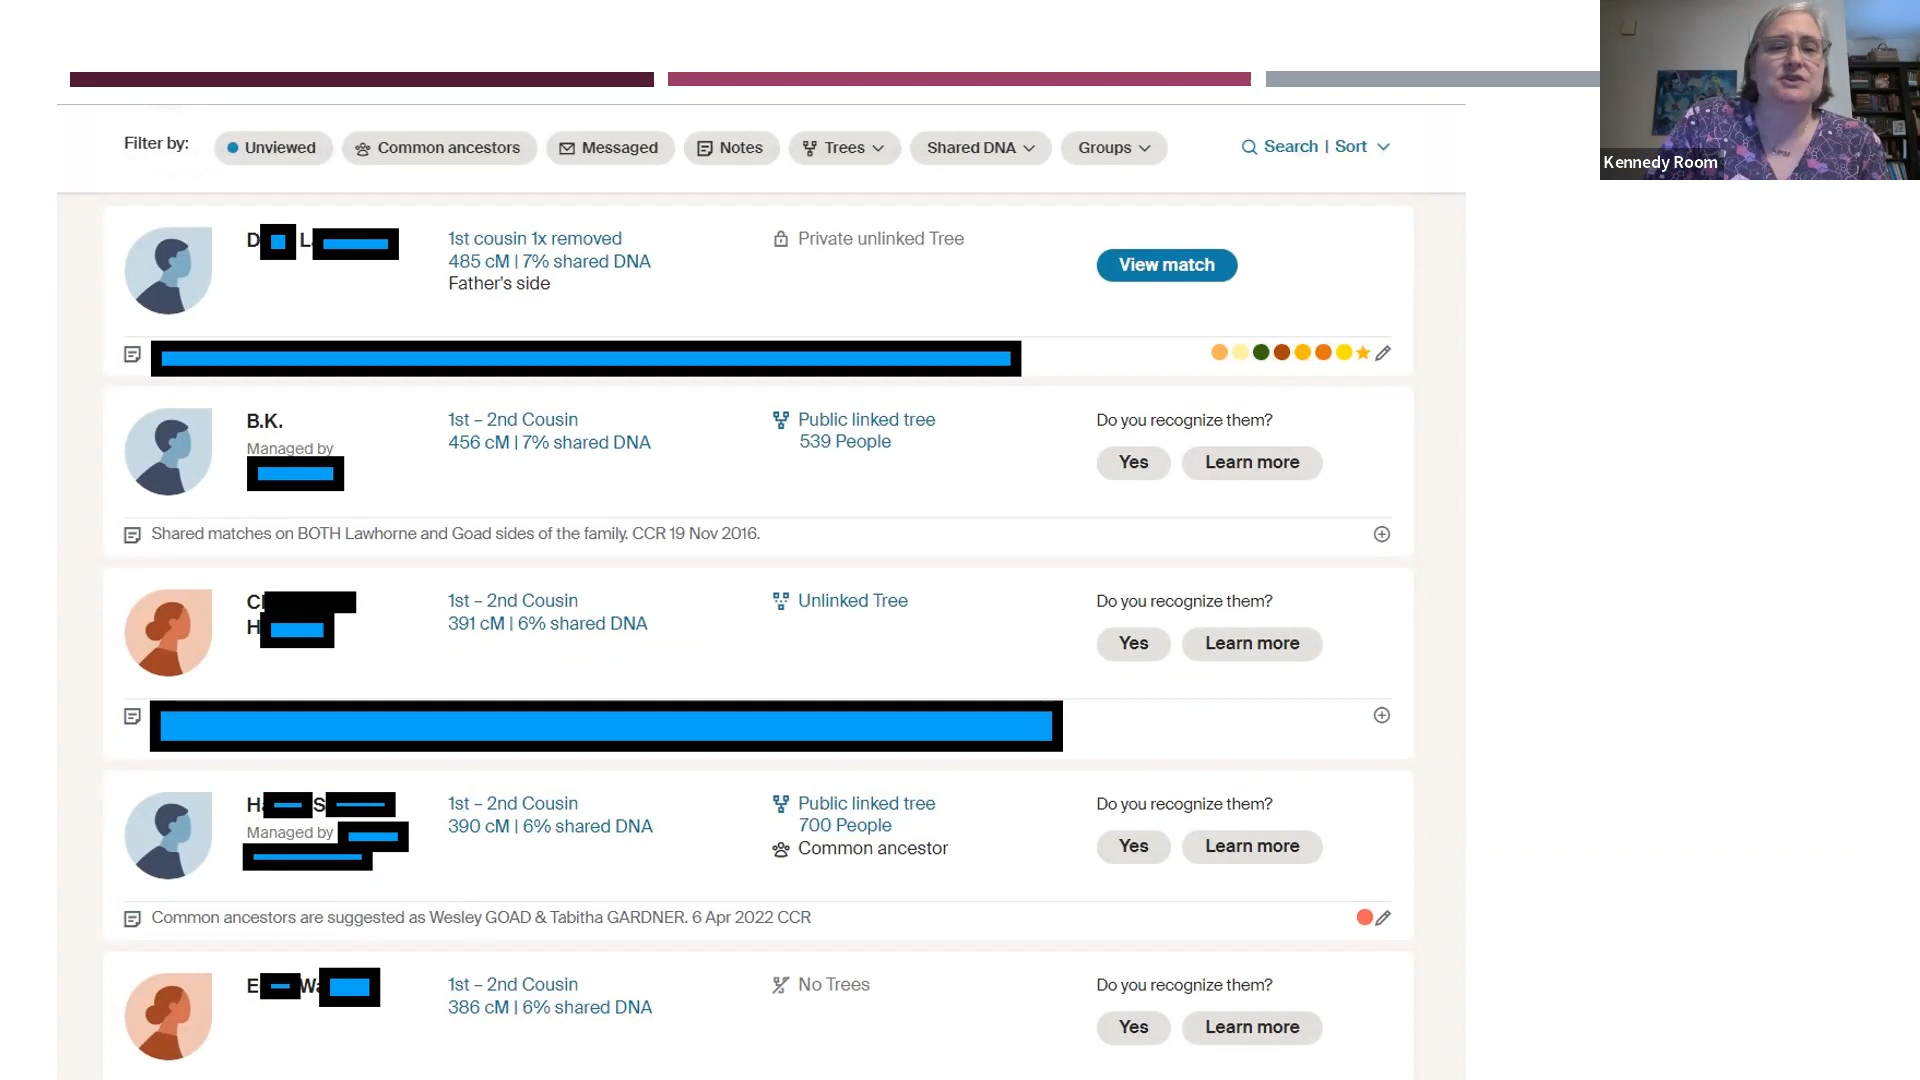 Kennedy Room
Filter by: Unviewed Common ancestors Messaged Notes Trees Shared DNA Groups Search | Sort
D L
1st cousin 1x removed
485 cM | 7% shared DNA
Father's side
Private unlinked Tree
View match
B.K.
Managed by
1st – 2nd Cousin
456 cM | 7% shared DNA
Public linked tree
539 People
Do you recognize them?
Yes Learn more
Shared matches on BOTH Lawhorne and Goad sides of the family. CCR 19 Nov 2016.
C
H
1st – 2nd Cousin
391 cM | 6% shared DNA
Unlinked Tree
Do you recognize them?
Yes Learn more
H S
Managed by
1st – 2nd Cousin
390 cM | 6% shared DNA
Public linked tree
700 People
Common ancestor
Do you recognize them?
Yes Learn more
Common ancestors are suggested as Wesley GOAD & Tabitha GARDNER. 6 Apr 2022 CCR
E W
1st – 2nd Cousin
386 cM | 6% shared DNA
No Trees
Do you recognize them?
Yes Learn more